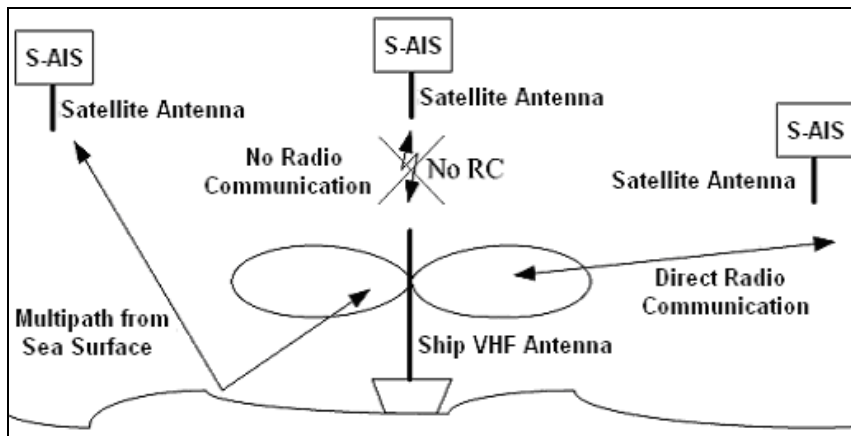 S-AIS
Satellite Antenna
S-AIS
Satellite Antenna
No Radio
Communication
No RC
S-AIS
Satellite Antenna
Direct Radio
Communication
Multipath from
Sea Surface
Ship VHF Antenna